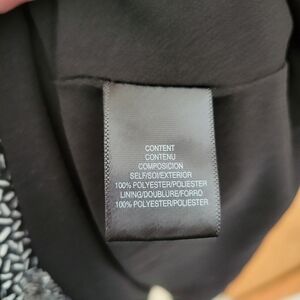 CONTENT
CONTENU
COMPOSICION
SELF/SOI/EXTERIOR
100% POLYESTER/POLIESTER
LINING/DOUBLURE/FORRO
100% POLYESTER/POLIESTER